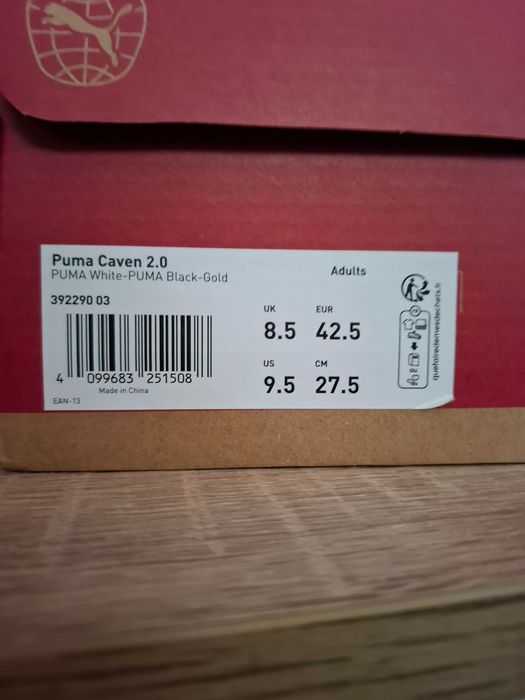 Puma Caven 2.0
PUMA White-PUMA Black-Gold
Adults
392290 03
UK EUR
8.5 42.5
US CM
9.5 27.5
4 099683 251508
Made in China
EAN-13
quefairedemesdechets.fr